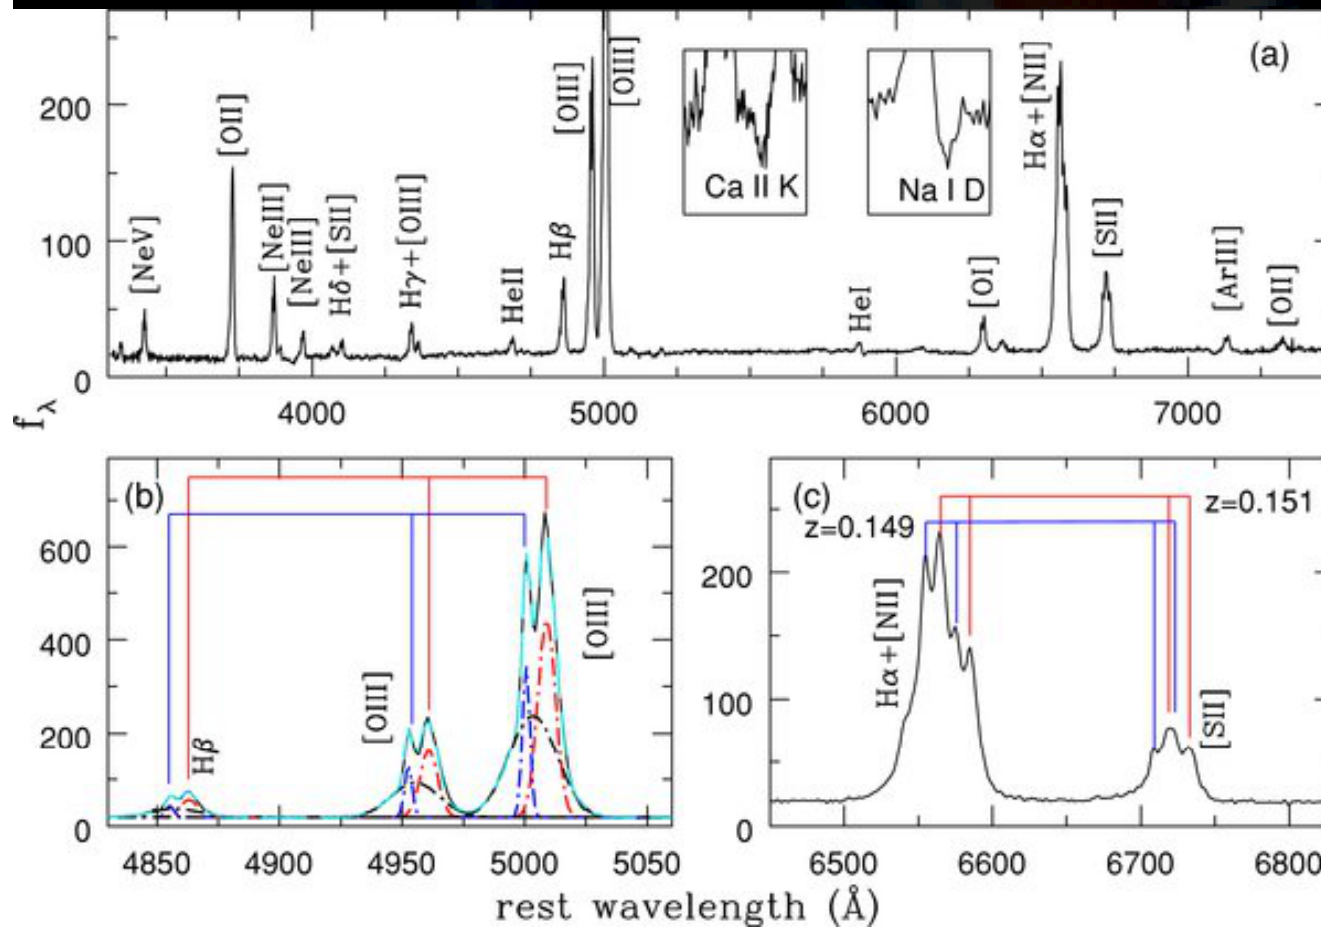 (a)
f_λ
200
100
0
[NeV]
[OII]
[NeIII]
[NeIII]
Hδ+[SII]
Hγ+[OIII]
HeII
Hβ
[OIII]
[OIII]
Ca II K
Na I D
HeI
[OI]
Hα+[NII]
[SII]
[ArIII]
[OII]
4000 5000 6000 7000
(b)
600
400
200
0
Hβ
[OIII]
[OIII]
4850 4900 4950 5000 5050
(c)
z=0.149
z=0.151
200
100
0
Hα+[NII]
[SII]
6500 6600 6700 6800
rest wavelength (Å)